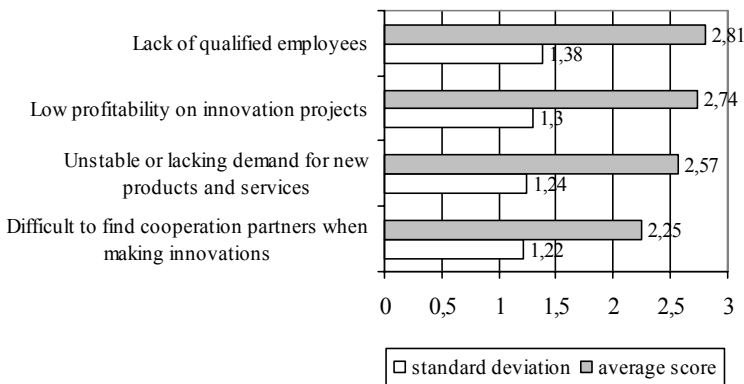 Lack of qualified employees
2,81
1,38
Low profitability on innovation projects
2,74
1,3
Unstable or lacking demand for new
products and services
2,57
1,24
Difficult to find cooperation partners when
making innovations
2,25
1,22
0 0,5 1 1,5 2 2,5 3
standard deviation average score